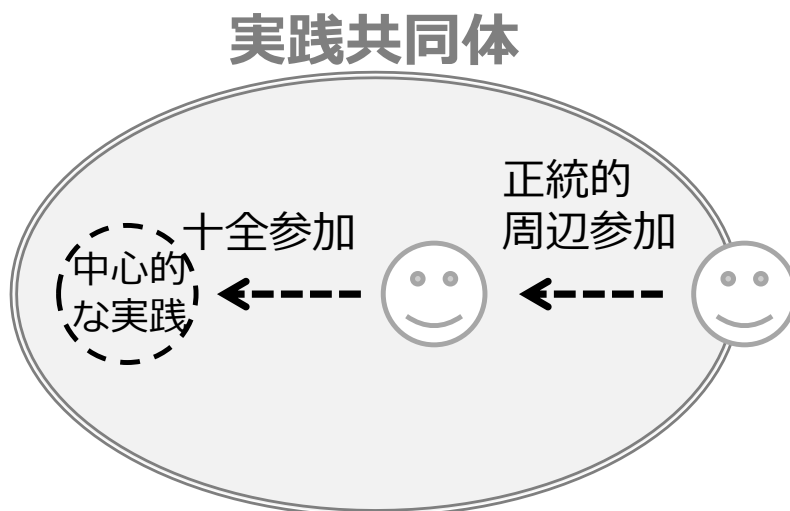 実践共同体
正統的
周辺参加
十全参加
中心的
な実践